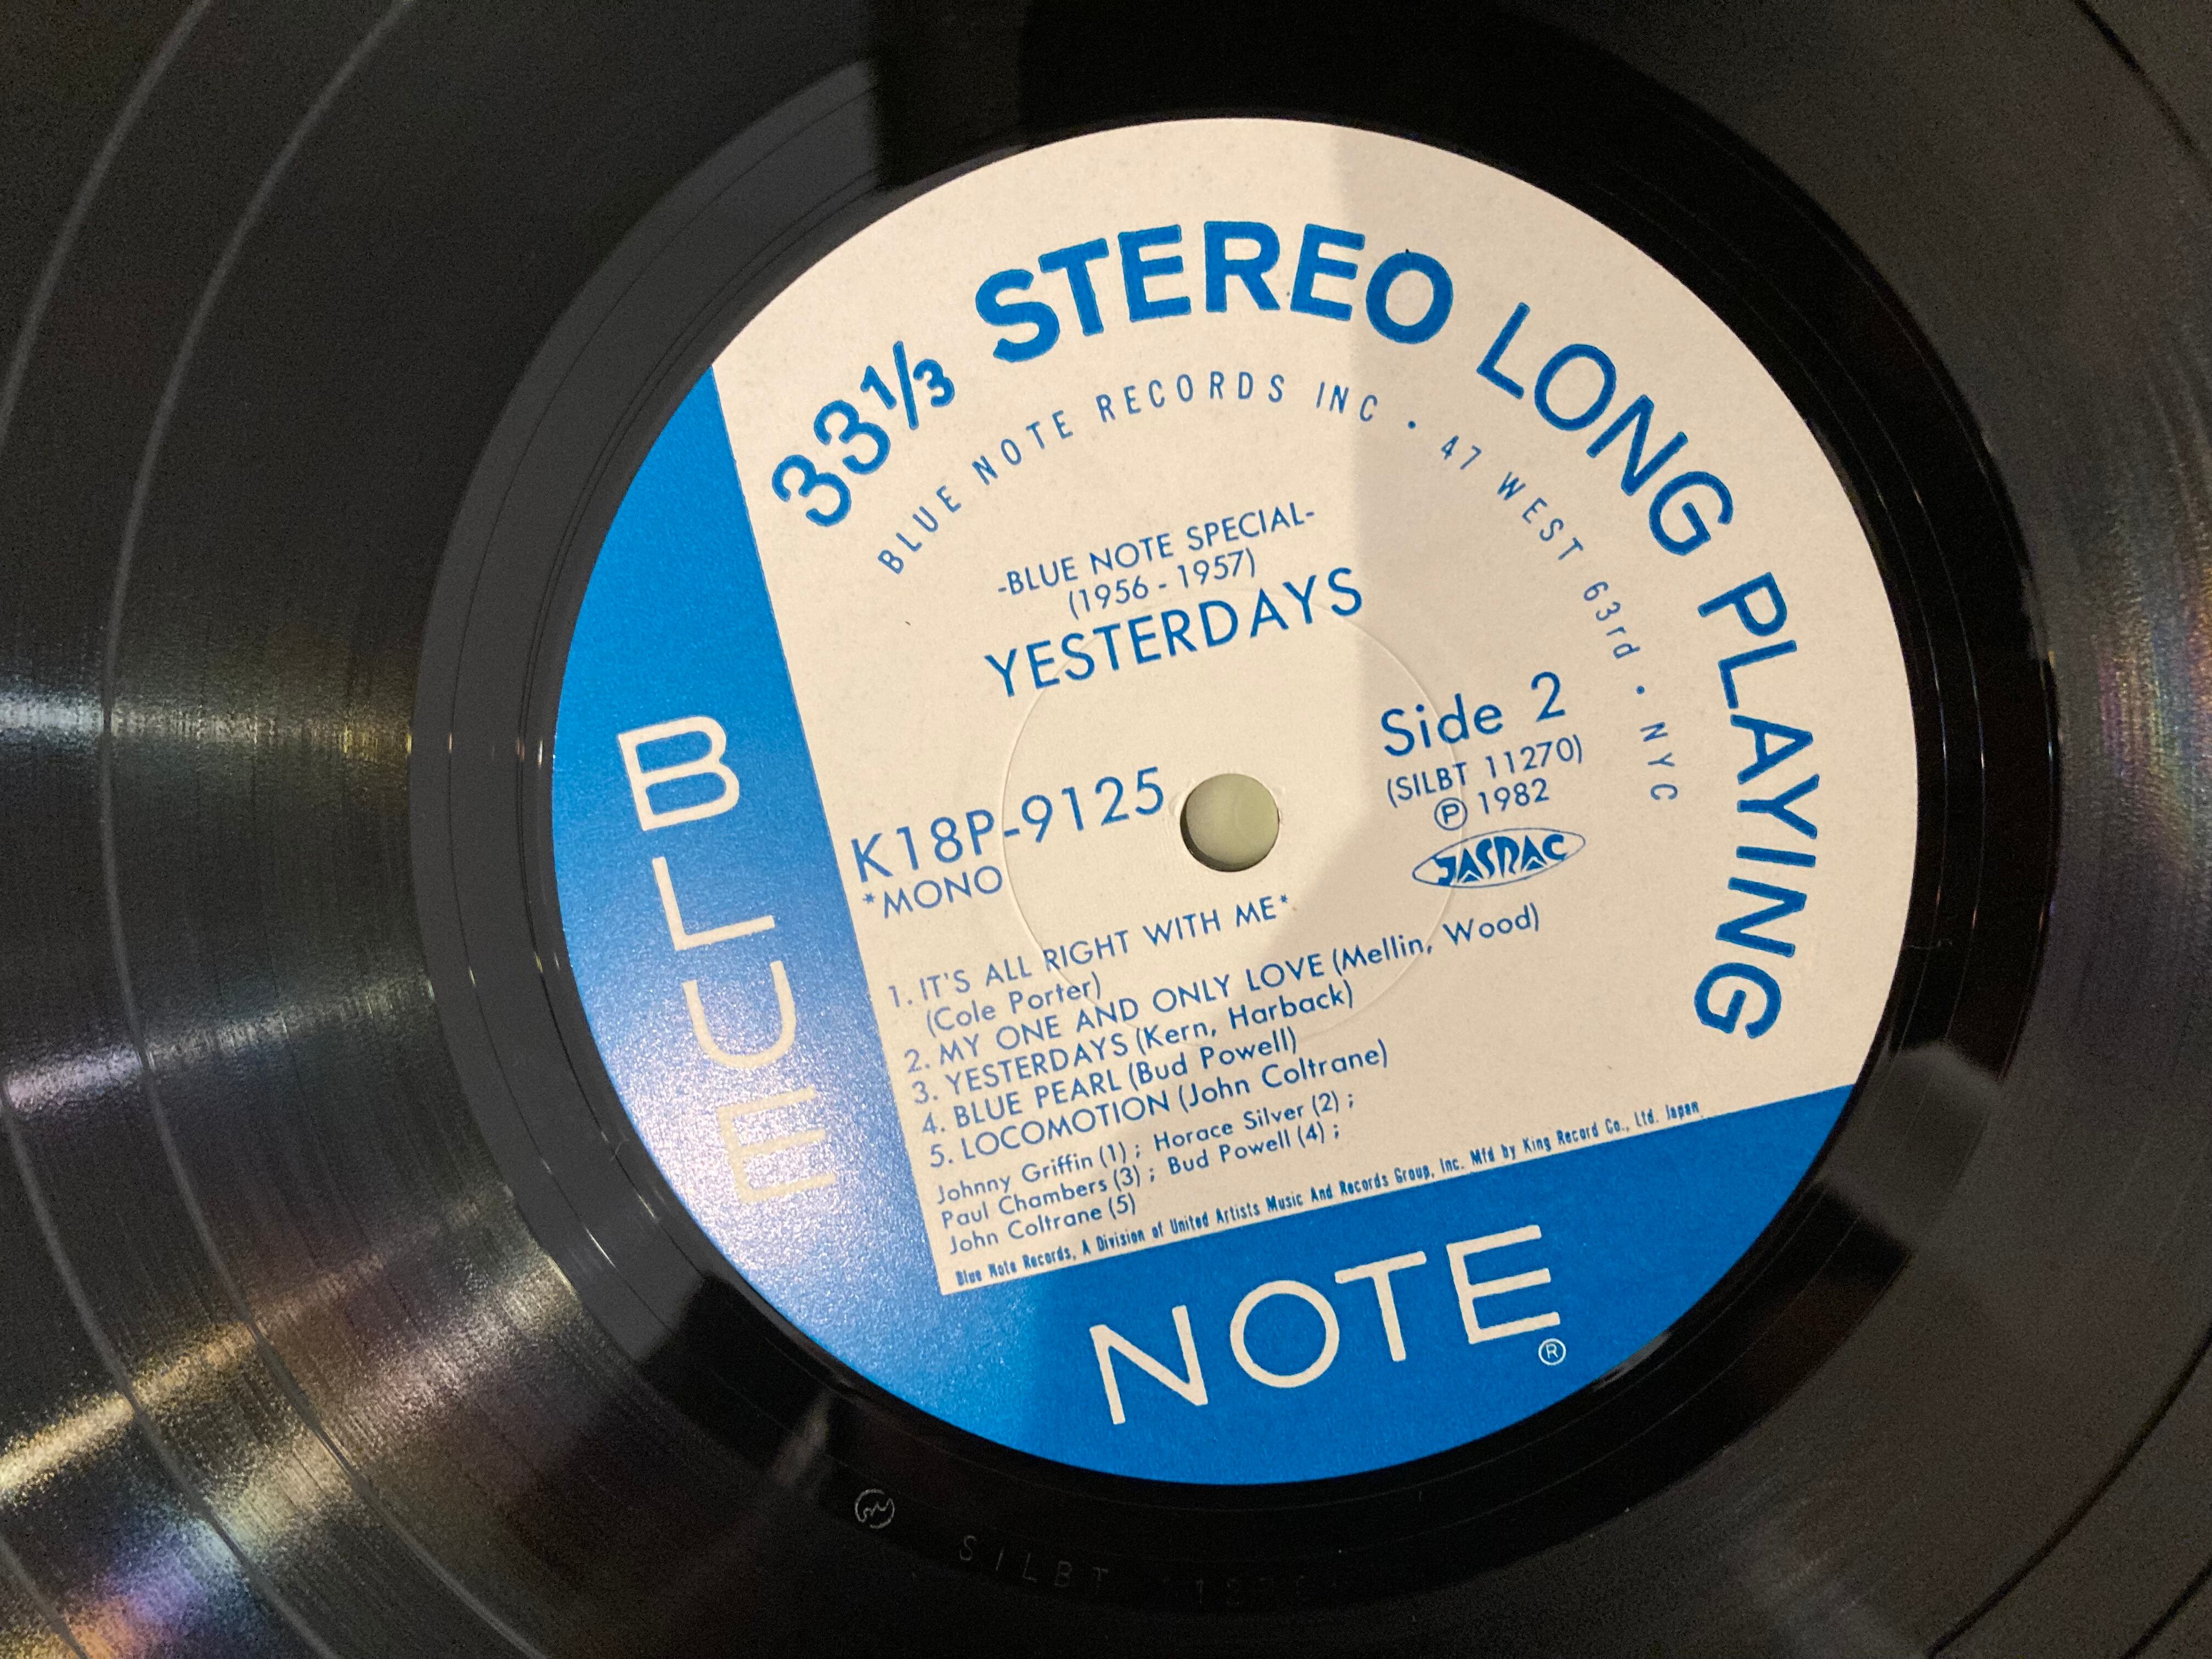 33⅓ STEREO LONG PLAYING
BLUE NOTE RECORDS INC • 47 WEST 63rd • NYC
-BLUE NOTE SPECIAL-
(1956 - 1957)
YESTERDAYS
Side 2
(SILBT 11270)
Ⓟ 1982
JASRAC
K18P-9125
*MONO
1. IT'S ALL RIGHT WITH ME*
(Cole Porter)
2. MY ONE AND ONLY LOVE (Mellin, Wood)
3. YESTERDAYS (Kern, Harback)
4. BLUE PEARL (Bud Powell)
5. LOCOMOTION (John Coltrane)
Johnny Griffin (1) ; Horace Silver (2) ;
Paul Chambers (3) ; Bud Powell (4) ;
John Coltrane (5)
Blue Note Records, A Division of United Artists Music And Records Group, Inc. Mfd by King Record Co., Ltd. Japan
BLUE
NOTE®
SILBT